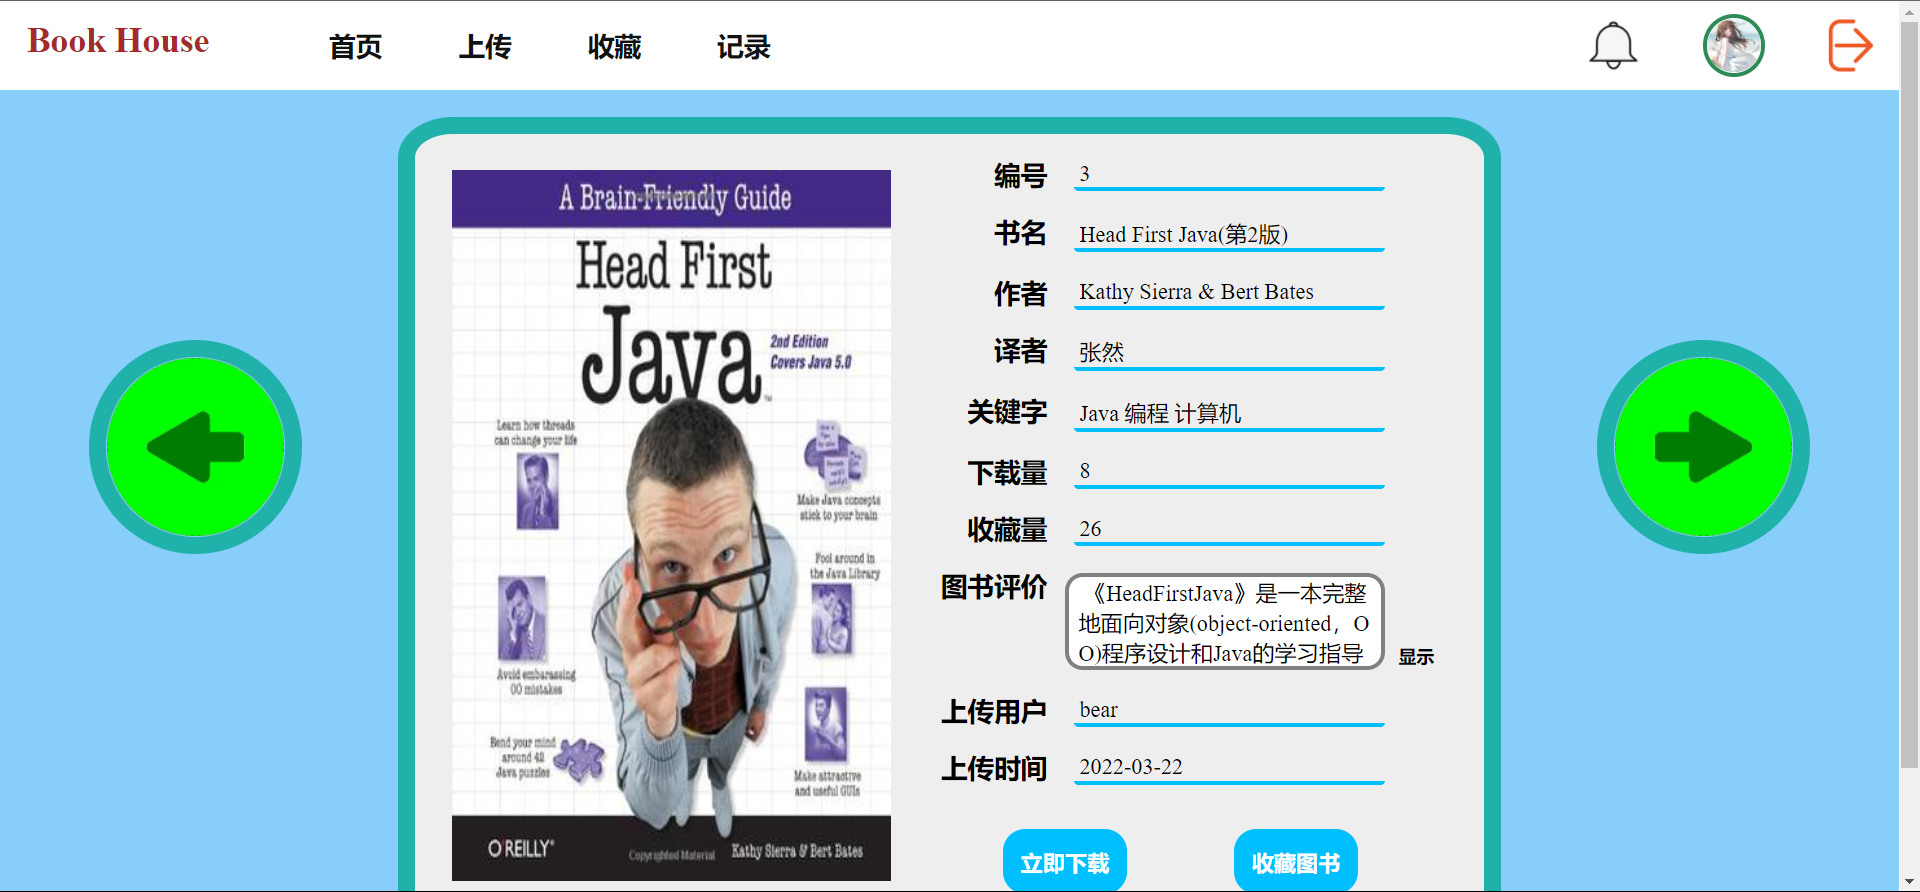 Book House
首页
上传
收藏
记录
A Brain-Friendly Guide
Head First
Java
TM
2nd Edition
Covers Java 5.0
Learn how threads
can change your life
Make Java concepts
stick to your brain
Fool around in
the Java Library
Avoid embarassing
OO mistakes
Bend your mind
around 42
Java puzzles
Make attractive
and useful GUIs
O'REILLY®
Copyrighted Material
Kathy Sierra & Bert Bates
编号 3
书名 Head First Java(第2版)
作者 Kathy Sierra & Bert Bates
译者 张然
关键字 Java 编程 计算机
下载量 8
收藏量 26
图书评价 《HeadFirstJava》是一本完整
地面向对象(object-oriented，O
O)程序设计和Java的学习指导
显示
上传用户 bear
上传时间 2022-03-22
立即下载
收藏图书